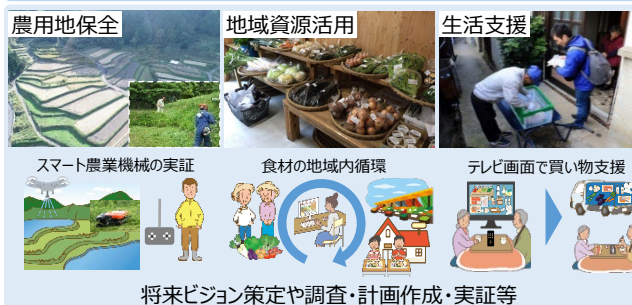 農用地保全
地域資源活用
生活支援
スマート農業機械の実証
食材の地域内循環
テレビ画面で買い物支援
将来ビジョン策定や調査・計画作成・実証等